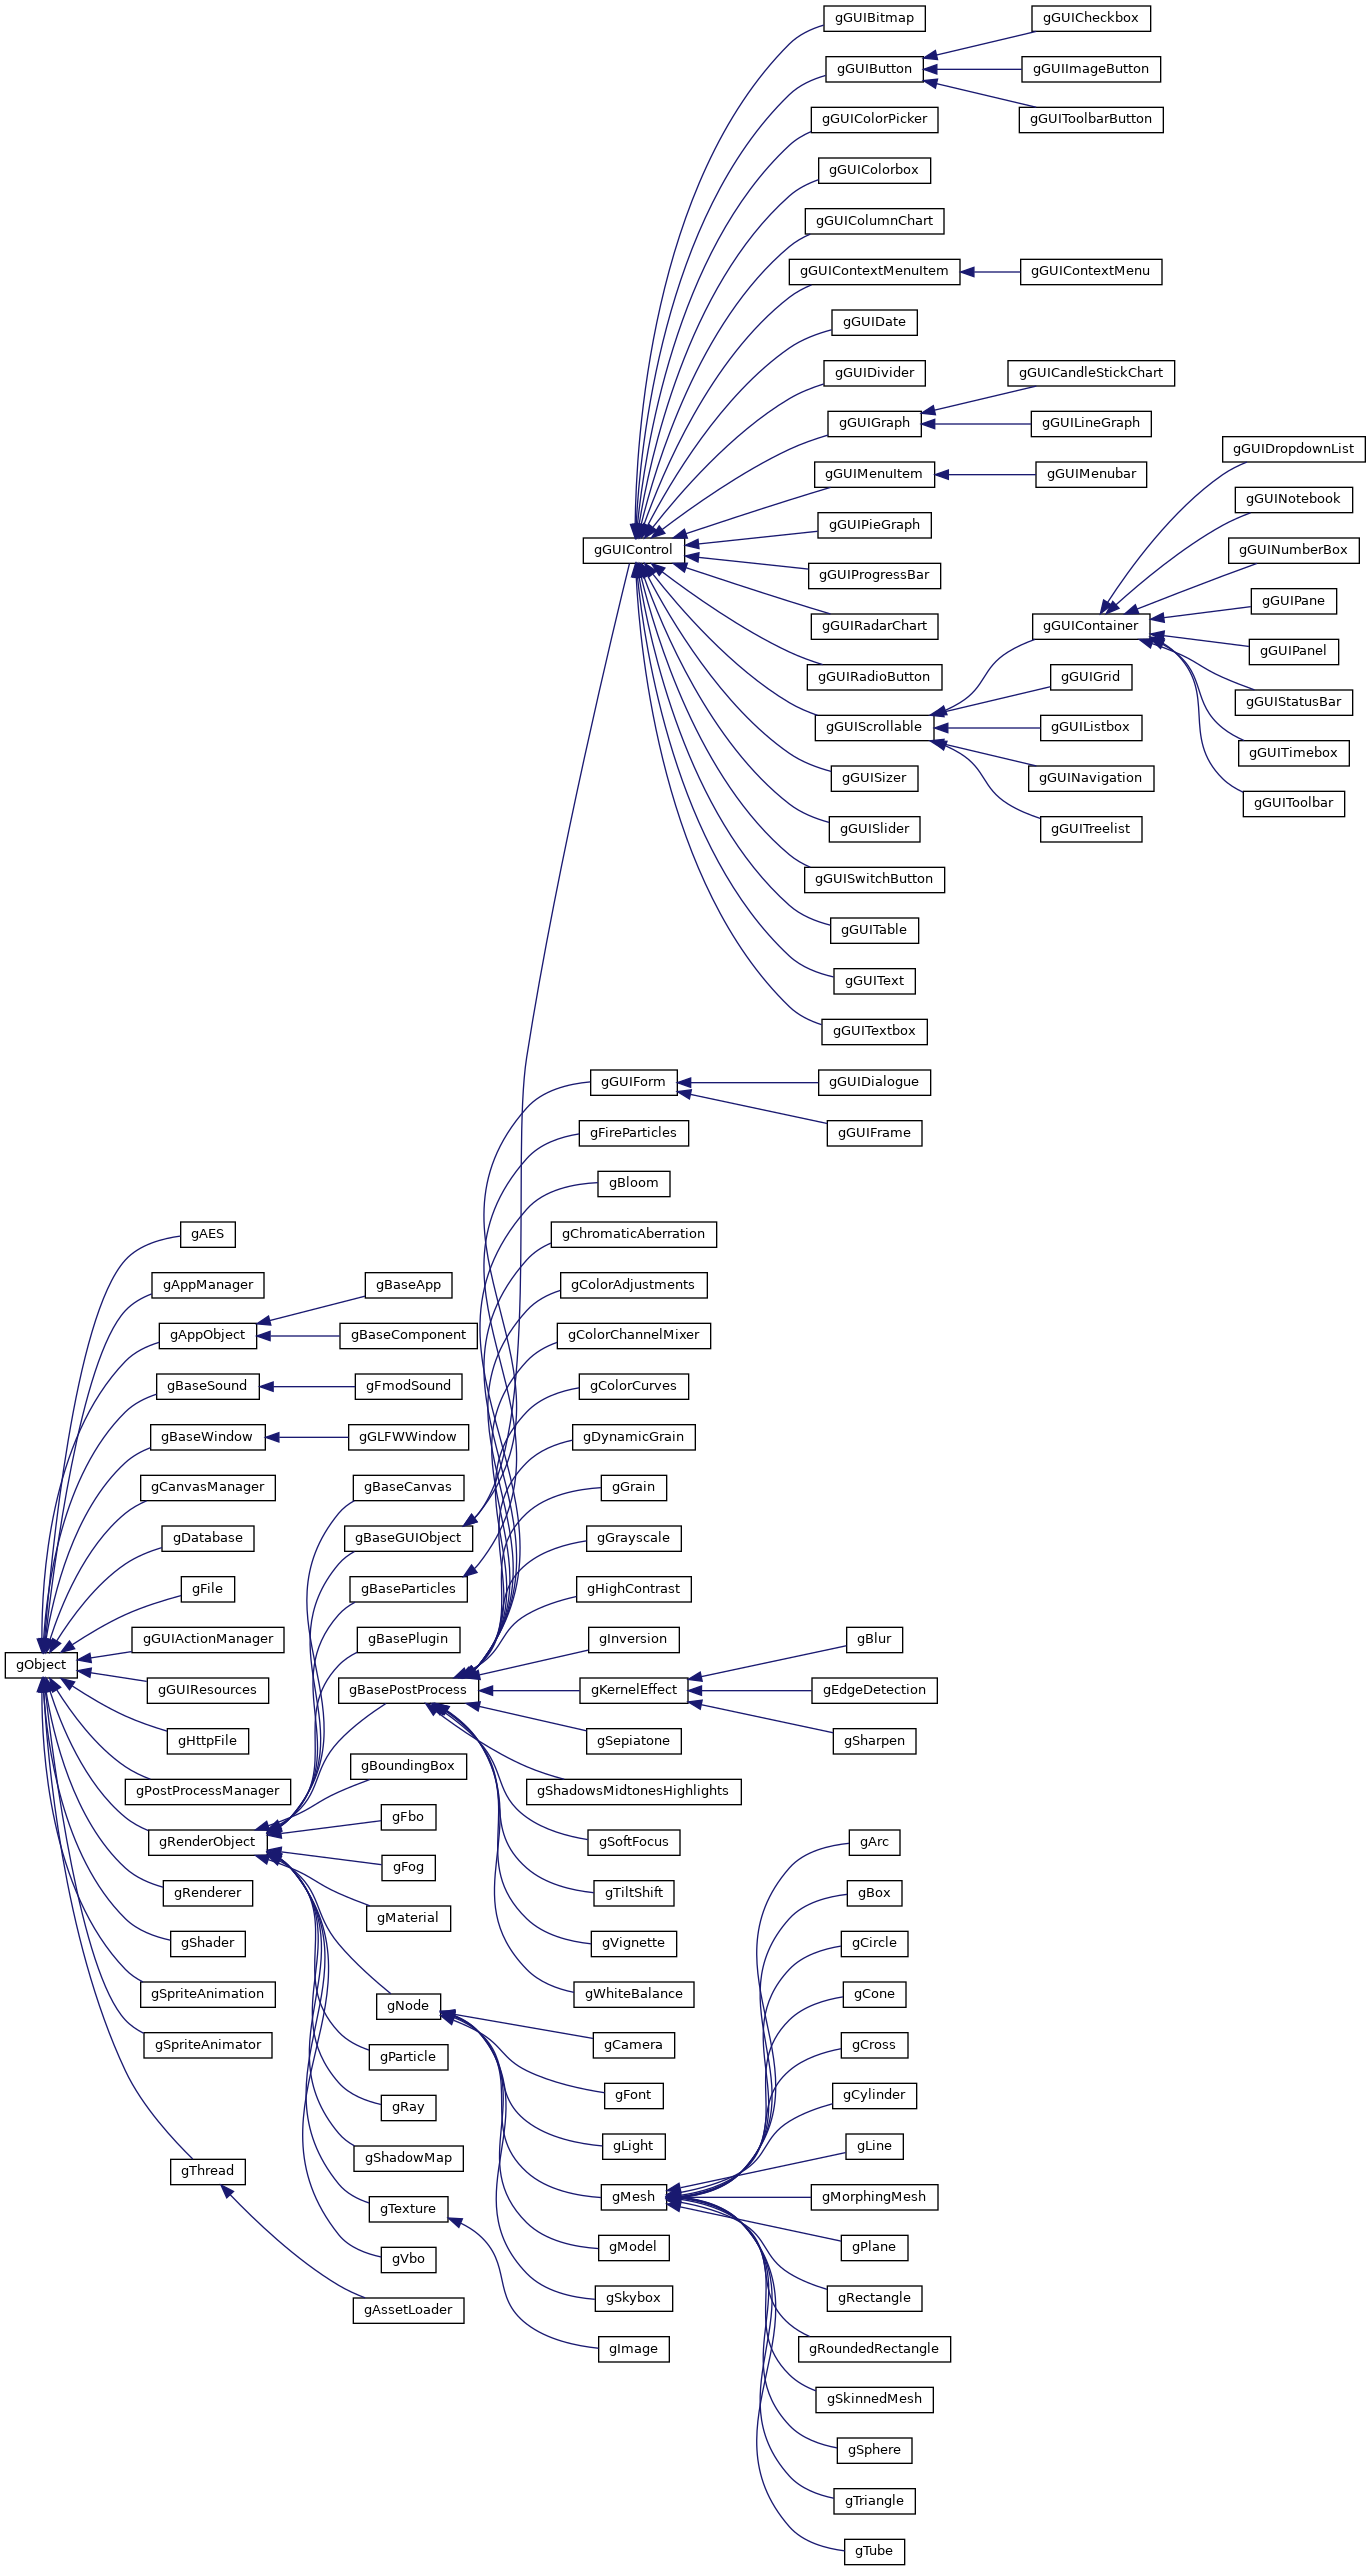 gObject
gAES
gAppManager
gAppObject
gBaseSound
gBaseWindow
gCanvasManager
gDatabase
gFile
gGUIActionManager
gGUIResources
gHttpFile
gPostProcessManager
gRenderObject
gRenderer
gShader
gSpriteAnimation
gSpriteAnimator
gThread
gBaseApp
gBaseComponent
gFmodSound
gGLFWWindow
gBaseCanvas
gBaseGUIObject
gBaseParticles
gBasePlugin
gBasePostProcess
gBoundingBox
gFbo
gFog
gMaterial
gNode
gParticle
gRay
gShadowMap
gTexture
gVbo
gAssetLoader
gGUIControl
gGUIForm
gFireParticles
gBloom
gChromaticAberration
gColorAdjustments
gColorChannelMixer
gColorCurves
gDynamicGrain
gGrain
gGrayscale
gHighContrast
gInversion
gKernelEffect
gSepiatone
gShadowsMidtonesHighlights
gSoftFocus
gTiltShift
gVignette
gWhiteBalance
gCamera
gFont
gLight
gMesh
gModel
gSkybox
gImage
gGUIBitmap
gGUIButton
gGUIColorPicker
gGUIColorbox
gGUIColumnChart
gGUIContextMenuItem
gGUIDate
gGUIDivider
gGUIGraph
gGUIMenuItem
gGUIPieGraph
gGUIProgressBar
gGUIRadarChart
gGUIRadioButton
gGUIScrollable
gGUISizer
gGUISlider
gGUISwitchButton
gGUITable
gGUIText
gGUITextbox
gGUIDialogue
gGUIFrame
gBlur
gEdgeDetection
gSharpen
gArc
gBox
gCircle
gCone
gCross
gCylinder
gLine
gMorphingMesh
gPlane
gRectangle
gRoundedRectangle
gSkinnedMesh
gSphere
gTriangle
gTube
gGUICheckbox
gGUIImageButton
gGUIToolbarButton
gGUIContextMenu
gGUICandleStickChart
gGUILineGraph
gGUIMenubar
gGUIContainer
gGUIGrid
gGUIListbox
gGUINavigation
gGUITreelist
gGUIDropdownList
gGUINotebook
gGUINumberBox
gGUIPane
gGUIPanel
gGUIStatusBar
gGUITimebox
gGUIToolbar